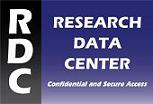 RDC
RESEARCH
DATA
CENTER
Confidential and Secure Access